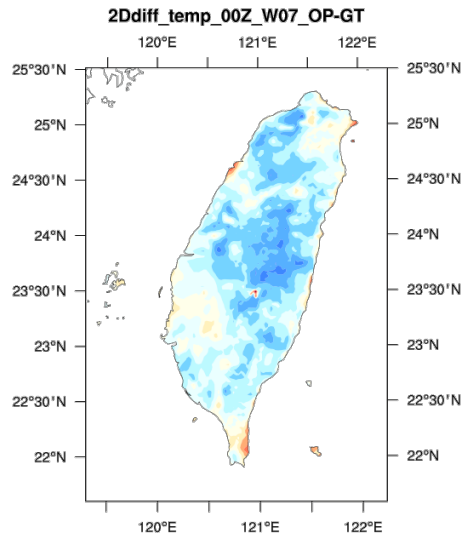 2Ddiff_temp_00Z_W07_OP-GT
120°E 121°E 122°E
25°30'N 25°30'N
25°N 25°N
24°30'N 24°30'N
24°N 24°N
23°30'N 23°30'N
23°N 23°N
22°30'N 22°30'N
22°N 22°N
120°E 121°E 122°E